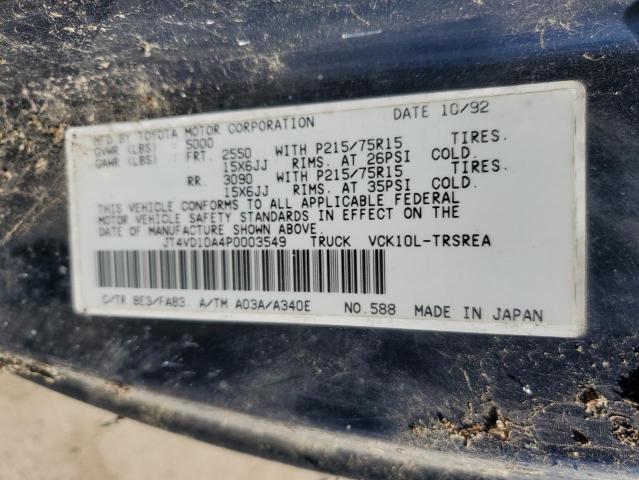 MFD BY TOYOTA MOTOR CORPORATION DATE 10/92
GVWR (LBS) : 5000
GAWR (LBS) : FRT. 2550 WITH P215/75R15 TIRES.
15X6JJ RIMS. AT 26PSI COLD.
RR. 3090 WITH P215/75R15 TIRES.
15X6JJ RIMS. AT 35PSI COLD.
THIS VEHICLE CONFORMS TO ALL APPLICABLE FEDERAL
MOTOR VEHICLE SAFETY STANDARDS IN EFFECT ON THE
DATE OF MANUFACTURE SHOWN ABOVE.
JT4VD10A4P0003549 TRUCK VCK10L-TRSREA
C/TR 8E3/FA83. A/TM A03A/A340E NO.588 MADE IN JAPAN